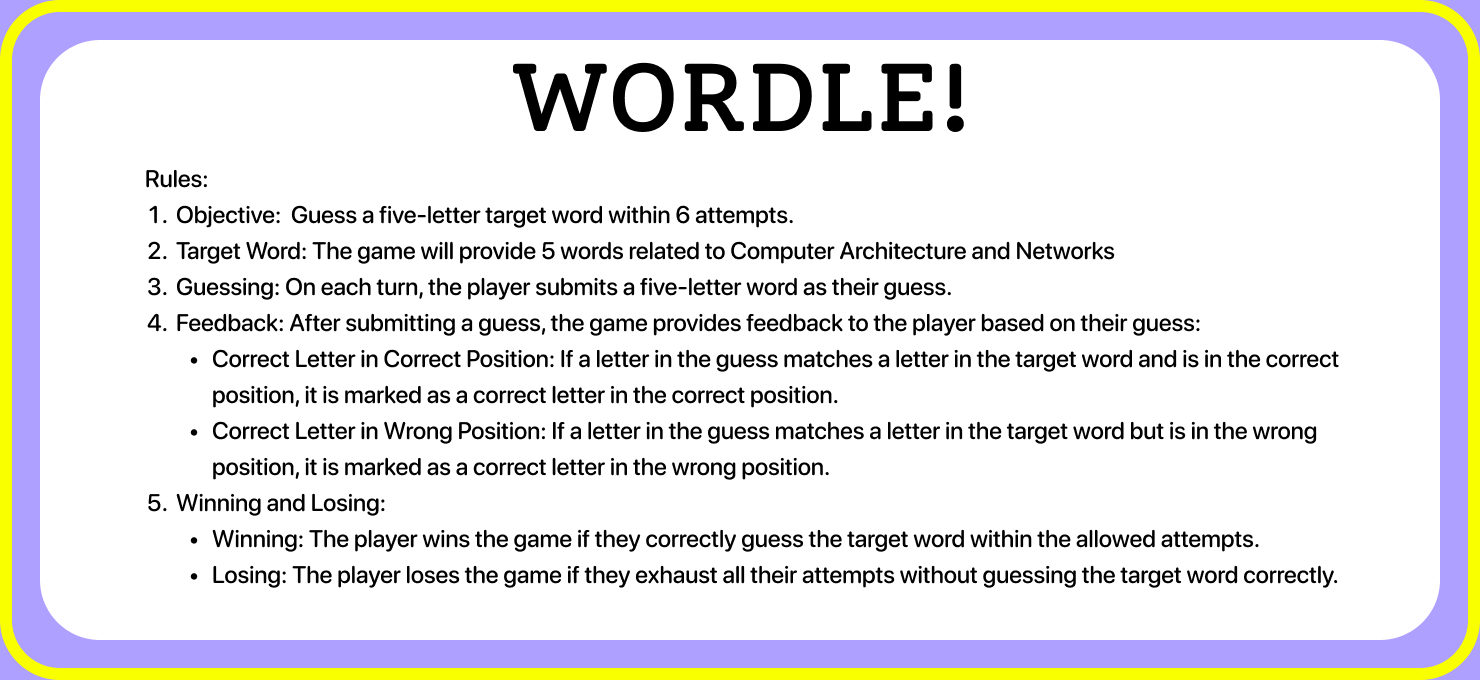 WORDLE!
Rules:
1. Objective:  Guess a five-letter target word within 6 attempts.
2. Target Word: The game will provide 5 words related to Computer Architecture and Networks
3. Guessing: On each turn, the player submits a five-letter word as their guess.
4. Feedback: After submitting a guess, the game provides feedback to the player based on their guess:
• Correct Letter in Correct Position: If a letter in the guess matches a letter in the target word and is in the correct
position, it is marked as a correct letter in the correct position.
• Correct Letter in Wrong Position: If a letter in the guess matches a letter in the target word but is in the wrong
position, it is marked as a correct letter in the wrong position.
5. Winning and Losing:
• Winning: The player wins the game if they correctly guess the target word within the allowed attempts.
• Losing: The player loses the game if they exhaust all their attempts without guessing the target word correctly.